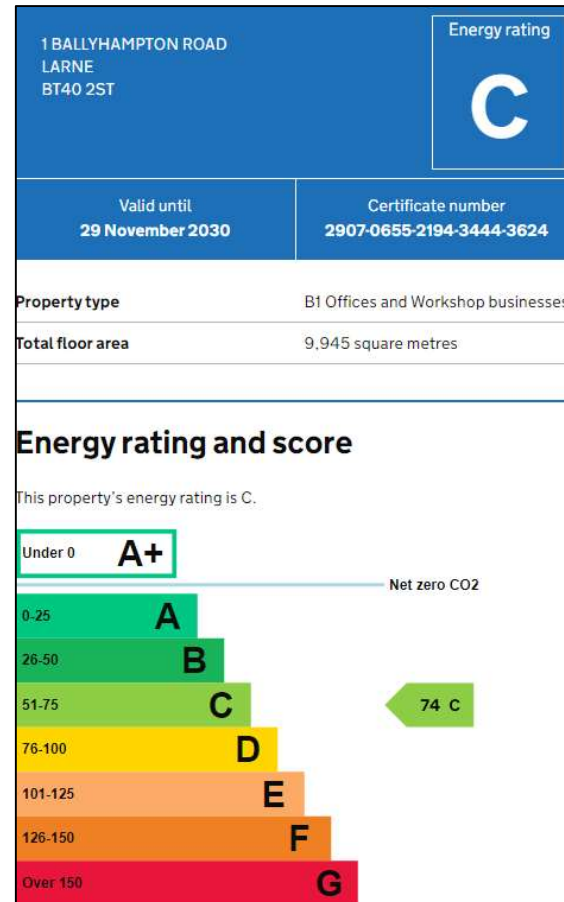 1 BALLYHAMPTON ROAD
LARNE
BT40 2ST
Energy rating
C
Valid until
29 November 2030
Certificate number
2907-0655-2194-3444-3624
Property type
B1 Offices and Workshop businesses
Total floor area
9,945 square metres
Energy rating and score
This property's energy rating is C.
Under 0 A+
Net zero CO2
0-25 A
26-50 B
51-75 C
74 C
76-100 D
101-125 E
126-150 F
Over 150 G